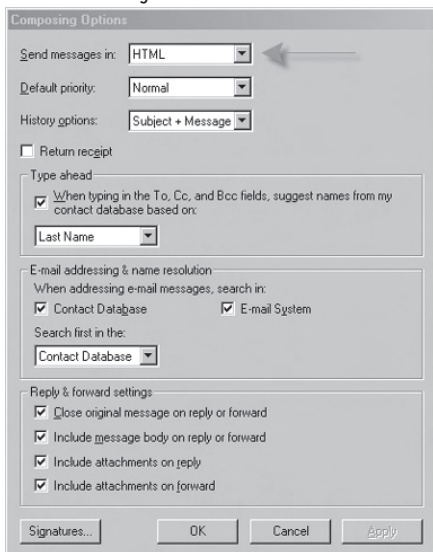 Composing Options
Send messages in: HTML
Default priority: Normal
History options: Subject + Message
Return receipt
Type ahead
When typing in the To, Cc, and Bcc fields, suggest names from my
contact database based on:
Last Name
E-mail addressing & name resolution
When addressing e-mail messages, search in:
Contact Database E-mail System
Search first in the:
Contact Database
Reply & forward settings
Close original message on reply or forward
Include message body on reply or forward
Include attachments on reply
Include attachments on forward
Signatures... OK Cancel Apply